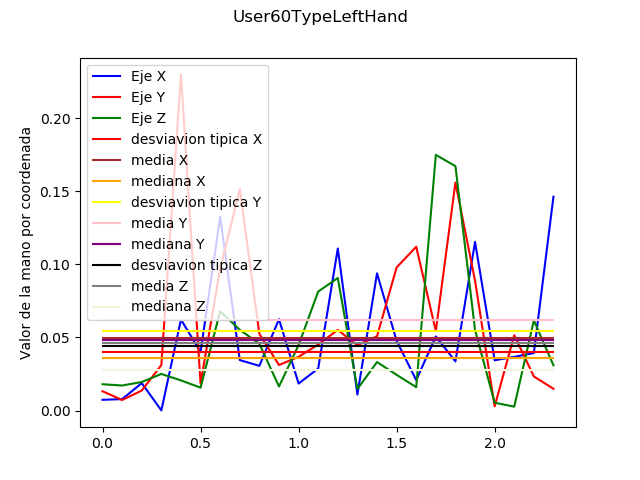 User60TypeLeftHand
Valor de la mano por coordenada
0.20
0.15
0.10
0.05
0.00
Eje X
Eje Y
Eje Z
desviavion tipica X
media X
mediana X
desviavion tipica Y
media Y
mediana Y
desviavion tipica Z
media Z
mediana Z
0.0
0.5
1.0
1.5
2.0